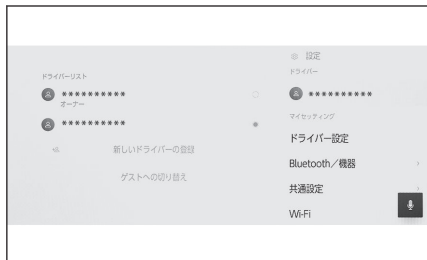 ドライバーリスト
**********
オーナー
**********
新しいドライバーの登録
ゲストへの切り替え
設定
ドライバー
**********
マイセッティング
ドライバー設定
Bluetooth／機器
共通設定
Wi-Fi